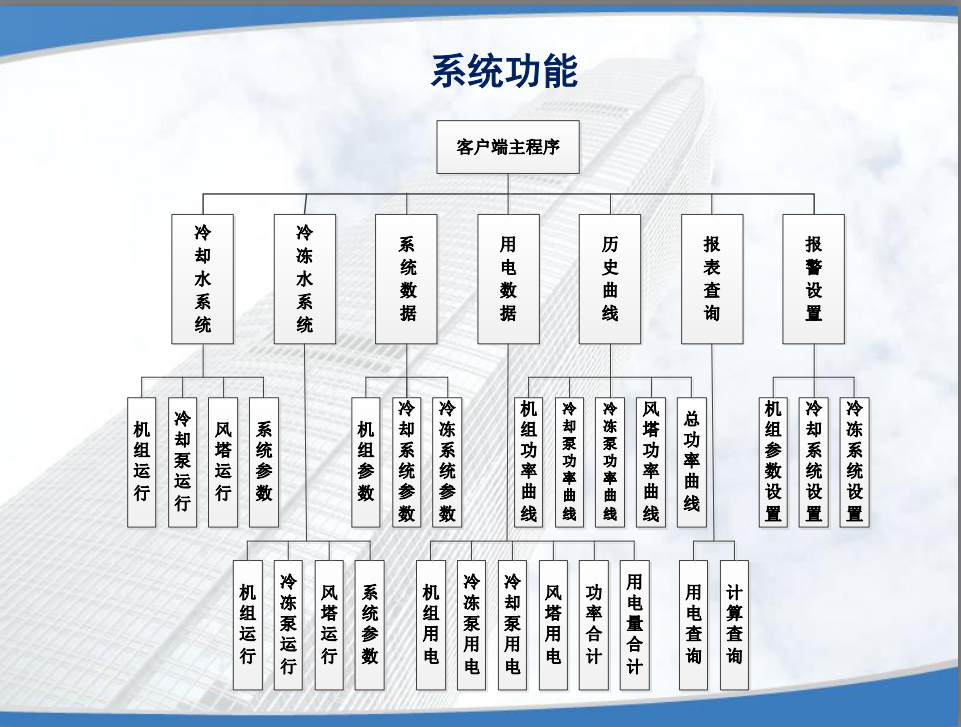 系统功能
客户端主程序
冷却水系统
冷冻水系统
系统数据
用电数据
历史曲线
报表查询
报警设置
机组运行
冷却泵运行
风塔运行
系统参数
机组参数
冷却系统参数
冷冻系统参数
机组功率曲线
冷却泵功率曲线
冷冻泵功率曲线
风塔功率曲线
总功率曲线
机组参数设置
冷却系统设置
冷冻系统设置
机组运行
冷冻泵运行
风塔运行
系统参数
机组用电
冷冻泵用电
冷却泵用电
风塔用电
功率合计
用电量合计
用电查询
计算查询